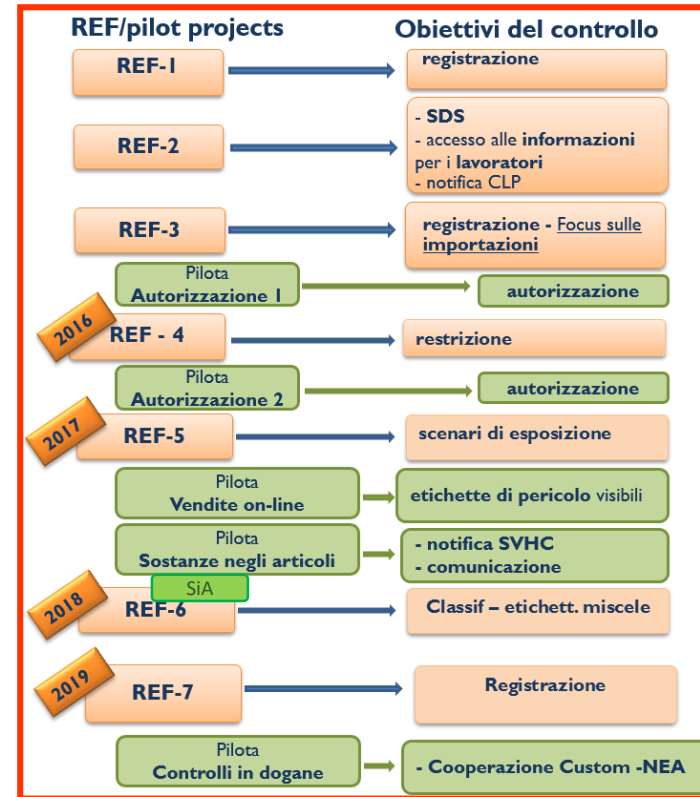 REF/pilot projects
Obiettivi del controllo
REF-1
registrazione
REF-2
- SDS
- accesso alle informazioni
per i lavoratori
- notifica CLP
REF-3
registrazione - Focus sulle
importazioni
Pilota
Autorizzazione 1
autorizzazione
2016
REF - 4
restrizione
Pilota
Autorizzazione 2
autorizzazione
2017
REF-5
scenari di esposizione
Pilota
Vendite on-line
etichette di pericolo visibili
Pilota
Sostanze negli articoli
- notifica SVHC
- comunicazione
SiA
2018
REF-6
Classif – etichett. miscele
2019
REF-7
Registrazione
Pilota
Controlli in dogane
- Cooperazione Custom -NEA